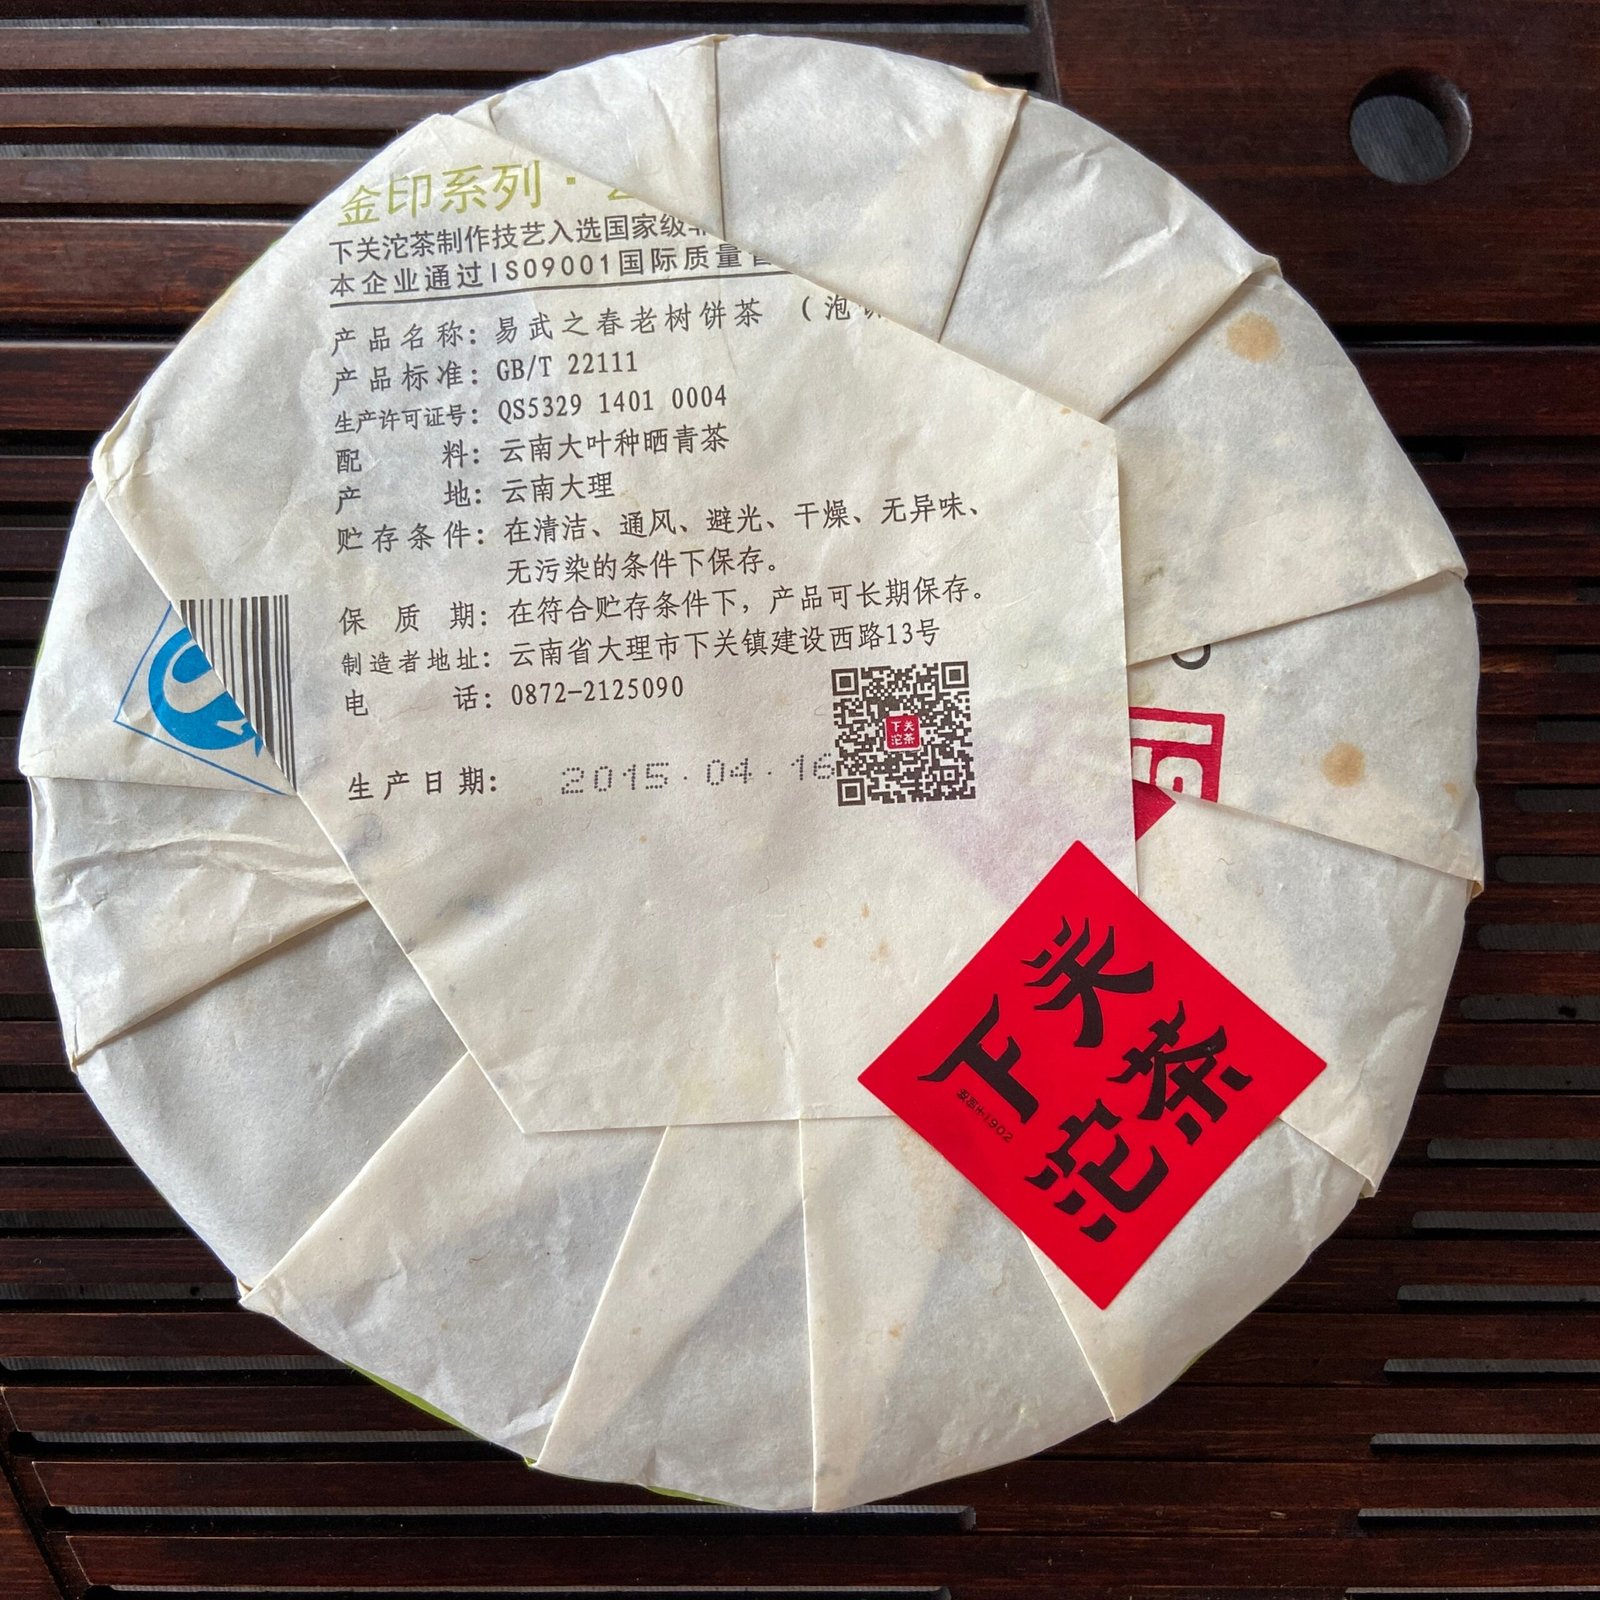 金印系列·
下关沱茶制作技艺入选国家级
本企业通过ISO9001国际质量
产品名称：易武之春老树饼茶（泡
产品标准：GB/T 22111
生产许可证号：QS5329 1401 0004
配料：云南大叶种晒青茶
产地：云南大理
贮存条件：在清洁、通风、避光、干燥、无异味、
无污染的条件下保存。
保质期：在符合贮存条件下，产品可长期保存。
制造者地址：云南省大理市下关镇建设西路13号
电话：0872-2125090
下关
沱茶
生产日期：2015.04.16
下关
沱茶
始创于1902